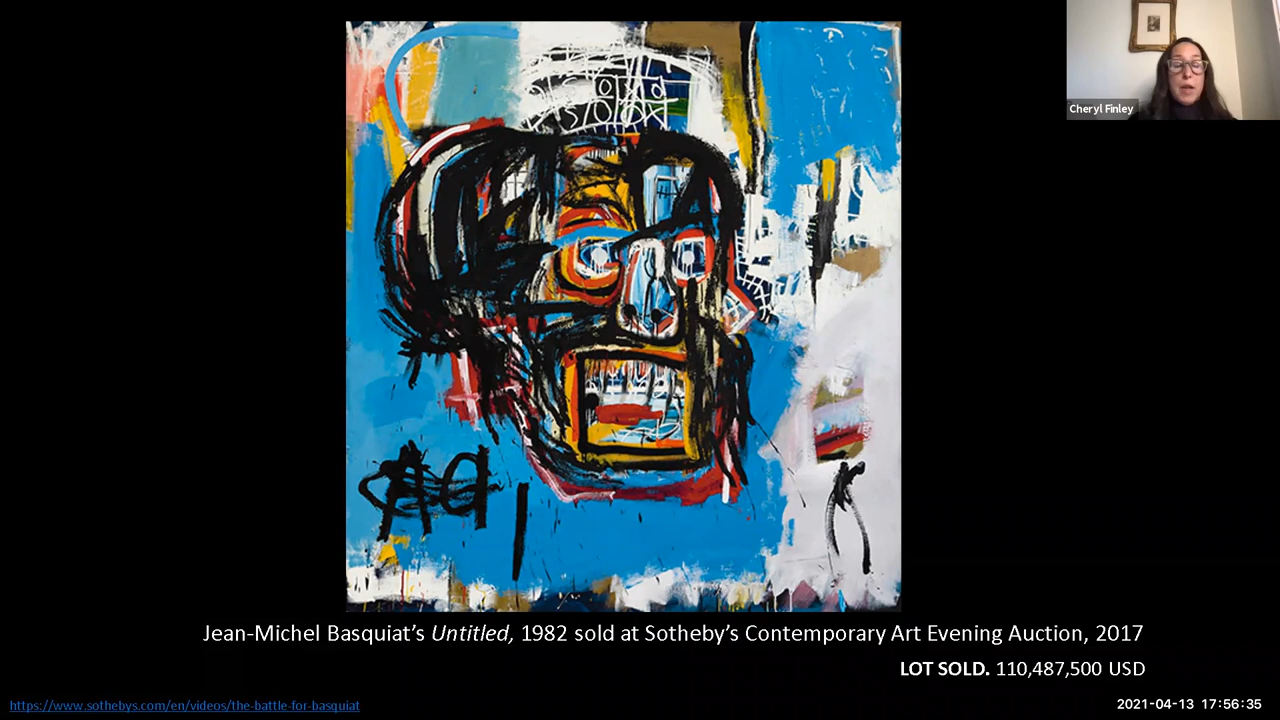 Cheryl Finley
Jean-Michel Basquiat’s Untitled, 1982 sold at Sotheby’s Contemporary Art Evening Auction, 2017
LOT SOLD. 110,487,500 USD
https://www.sothebys.com/en/videos/the-battle-for-basquiat
2021-04-13 17:56:35